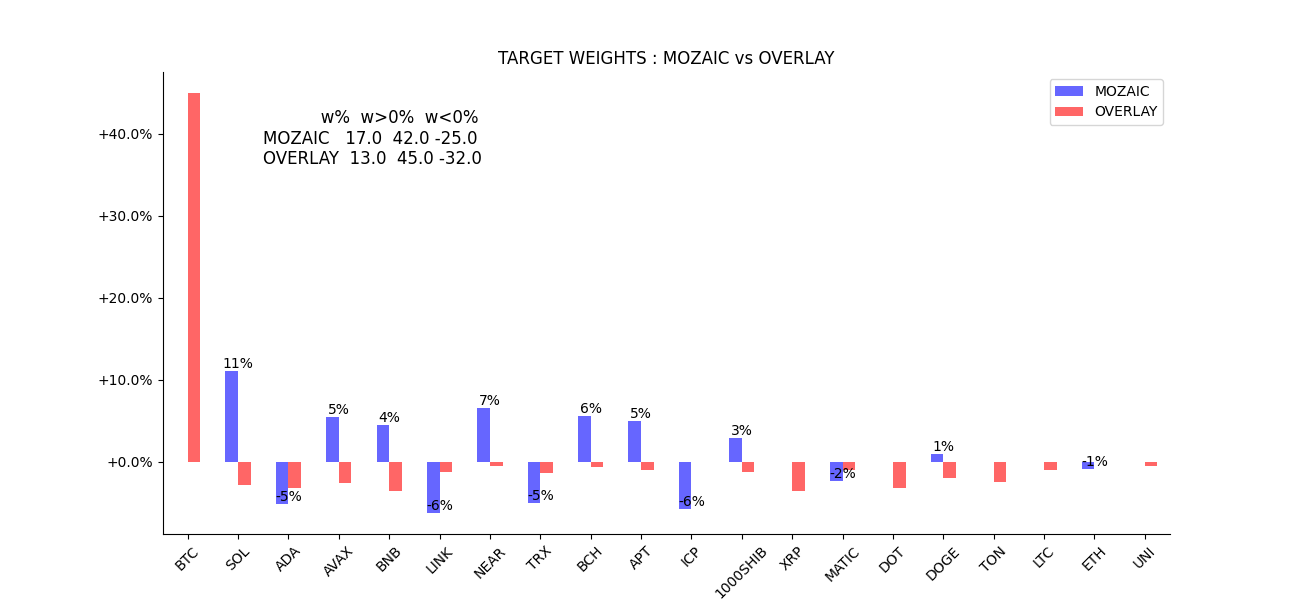 TARGET WEIGHTS : MOZAIC vs OVERLAY
MOZAIC
OVERLAY
w% w>0% w<0%
MOZAIC 17.0 42.0 -25.0
OVERLAY 13.0 45.0 -32.0
+40.0%
+30.0%
+20.0%
+10.0%
+0.0%
11%
-5%
5%
4%
-6%
7%
-5%
6%
5%
-6%
3%
-2%
1%
-1%
BTC
SOL
ADA
AVAX
BNB
LINK
NEAR
TRX
BCH
APT
ICP
1000SHIB
XRP
MATIC
DOT
DOGE
TON
LTC
ETH
UNI